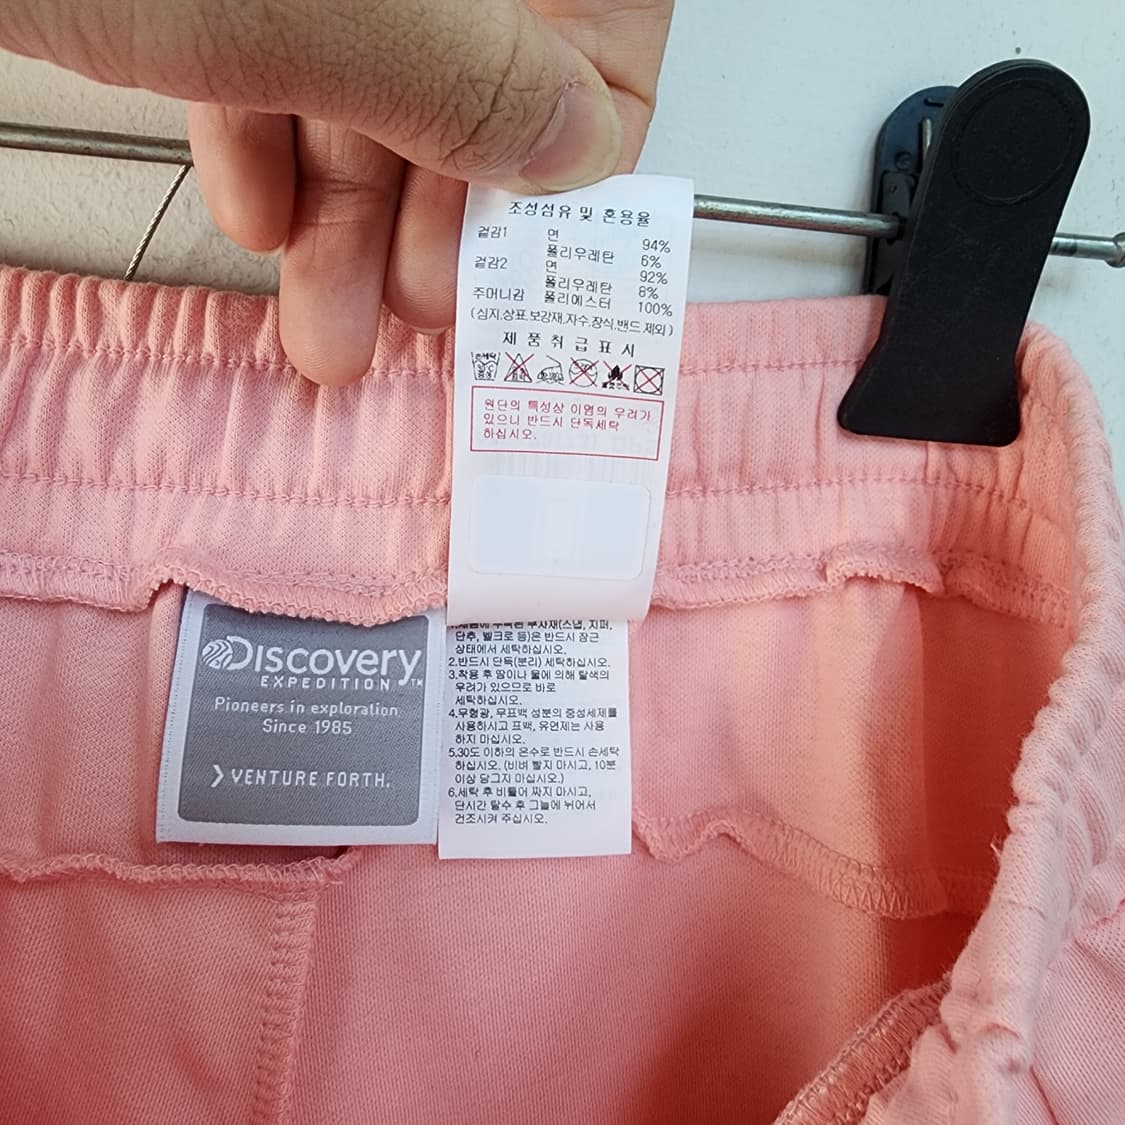 조성섬유 및 혼용율
겉감1 면 94%
폴리우레탄 6%
겉감2 면 92%
폴리우레탄 8%
주머니감 폴리에스터 100%
(심지,상표,보강재,자수,장식,밴드 제외)
제 품 취 급 표 시
원단의 특성상 이염의 우려가
있으니 반드시 단독세탁
하십시오.
Discovery
EXPEDITION™
Pioneers in exploration
Since 1985
VENTURE FORTH.
부자재(스냅, 지퍼,
단추, 벨크로 등)은 반드시 잠근
상태에서 세탁하십시오.
2.반드시 단독(분리) 세탁하십시오.
3.착용 후 땀이나 물에 의해 탈색의
우려가 있으므로 바로
세탁하십시오.
4.무형광, 무표백 성분의 중성세제를
사용하시고 표백, 유연제는 사용
하지 마십시오.
5.30도 이하의 온수로 반드시 손세탁
하십시오. (비벼 빨지 마시고, 10분
이상 담그지 마십시오.)
6.세탁 후 비틀어 짜지 마시고,
단시간 탈수 후 그늘에 뉘어서
건조시켜 주십시오.